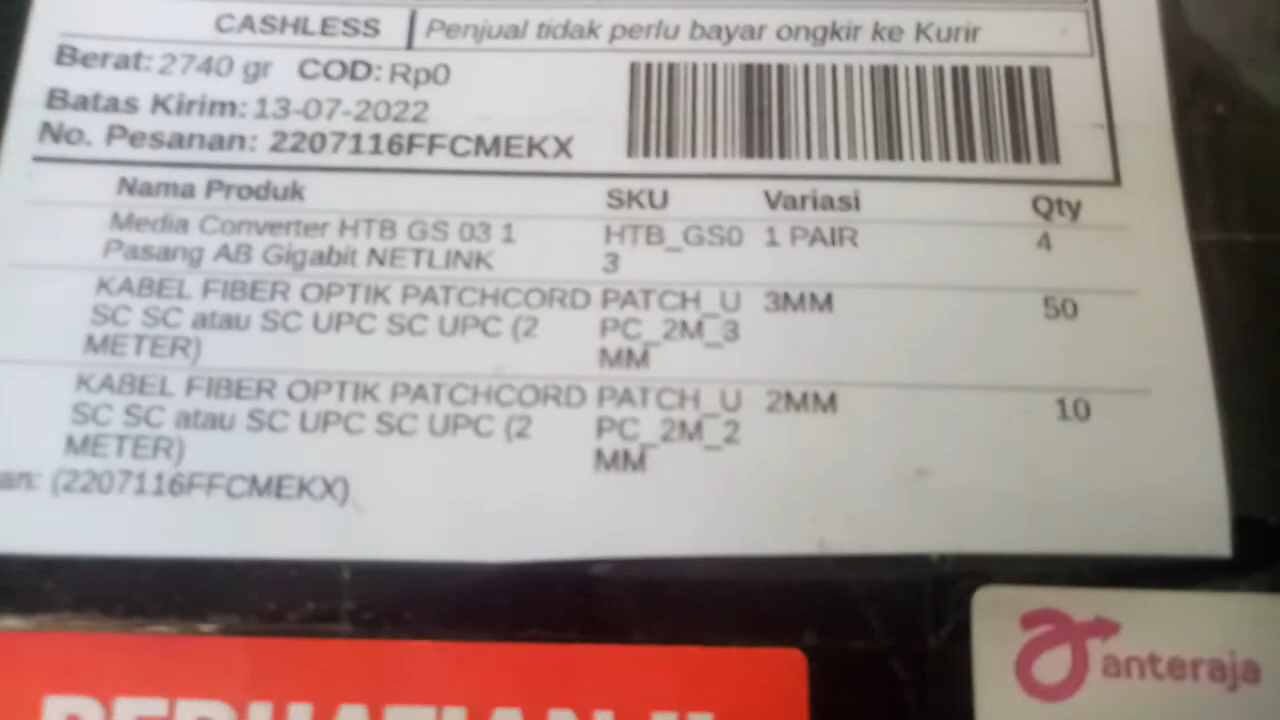 CASHLESS Penjual tidak perlu bayar ongkir ke Kurir
Berat: 2740 gr COD: Rp0
Batas Kirim: 13-07-2022
No. Pesanan: 2207116FFCMEKX
Nama Produk SKU Variasi Qty
Media Converter HTB GS 03 1 HTB_GS0 1 PAIR 4
Pasang AB Gigabit NETLINK 3
KABEL FIBER OPTIK PATCHCORD PATCH_U 3MM 50
SC SC atau SC UPC SC UPC (2 PC_2M_3
METER) MM
KABEL FIBER OPTIK PATCHCORD PATCH_U 2MM 10
SC SC atau SC UPC SC UPC (2 PC_2M_2
METER) MM
an: (2207116FFCMEKX)
anteraja
PERHATIAN !!